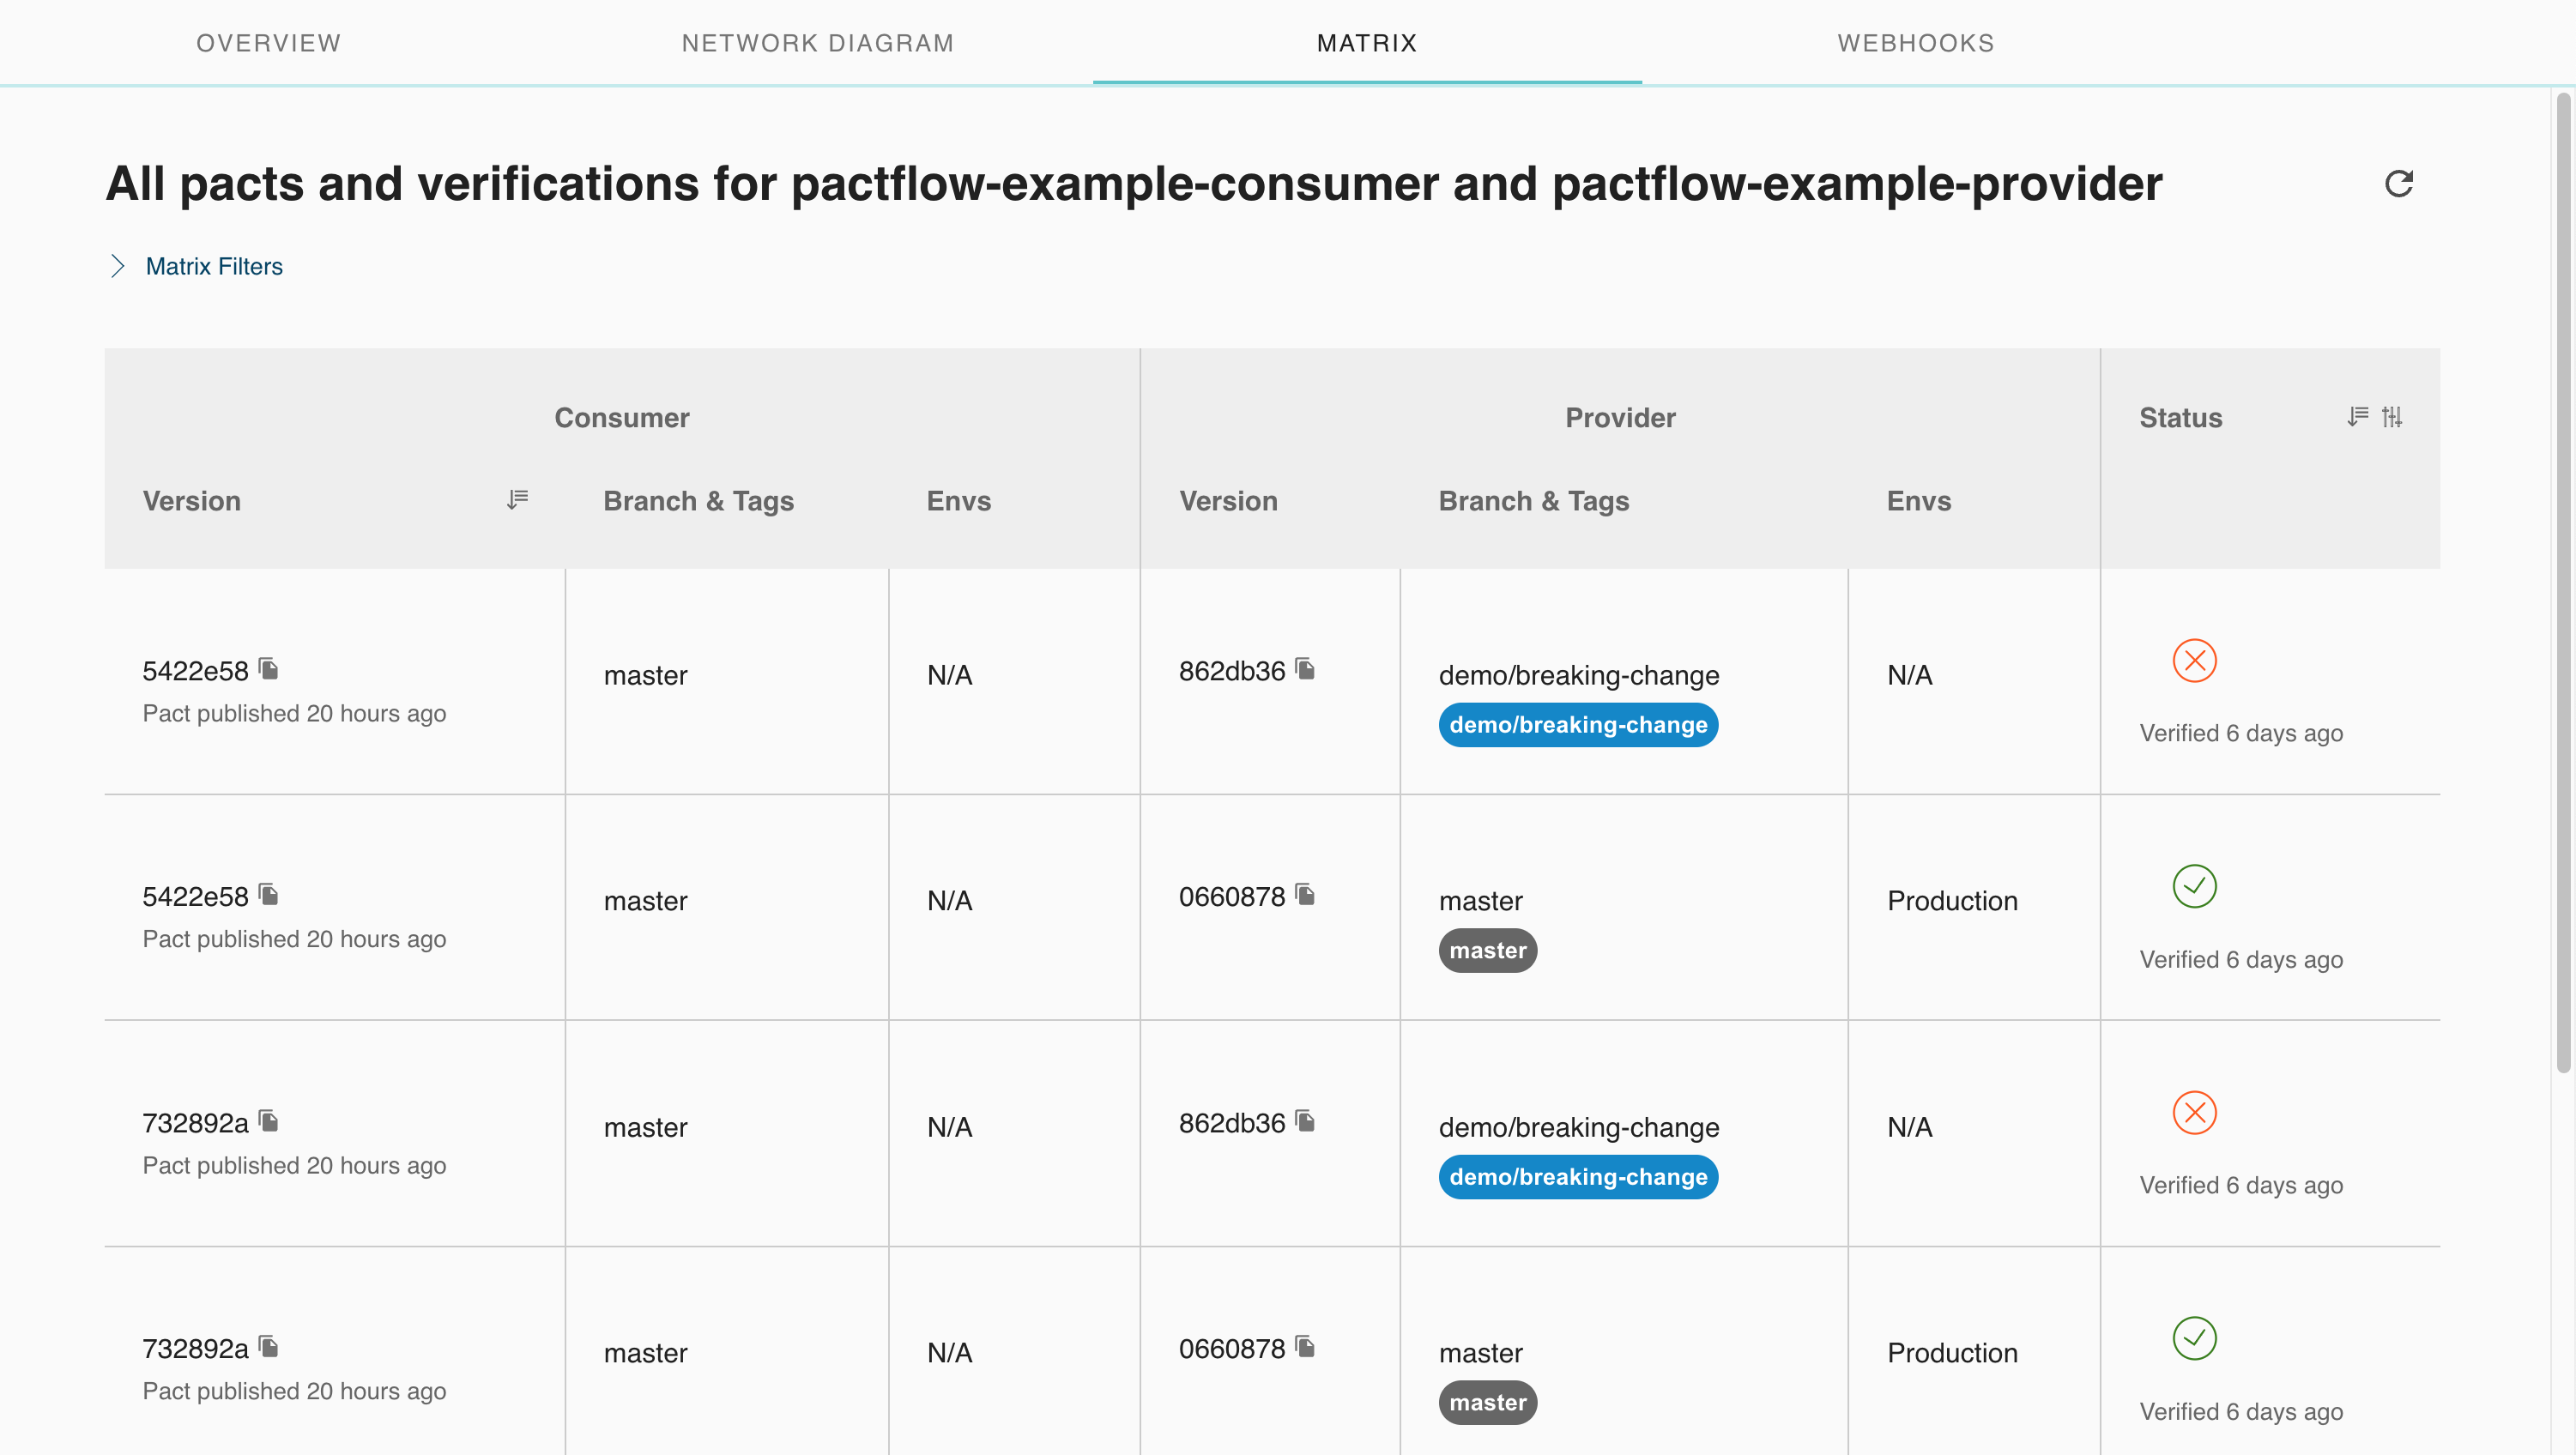 OVERVIEW NETWORK DIAGRAM MATRIX WEBHOOKS
All pacts and verifications for pactflow-example-consumer and pactflow-example-provider
Matrix Filters
Consumer Provider Status
Version Branch & Tags Envs Version Branch & Tags Envs
5422e58 master N/A 862db36 demo/breaking-change N/A
Pact published 20 hours ago demo/breaking-change Verified 6 days ago
5422e58 master N/A 0660878 master Production
Pact published 20 hours ago master Verified 6 days ago
732892a master N/A 862db36 demo/breaking-change N/A
Pact published 20 hours ago demo/breaking-change Verified 6 days ago
732892a master N/A 0660878 master Production
Pact published 20 hours ago master Verified 6 days ago